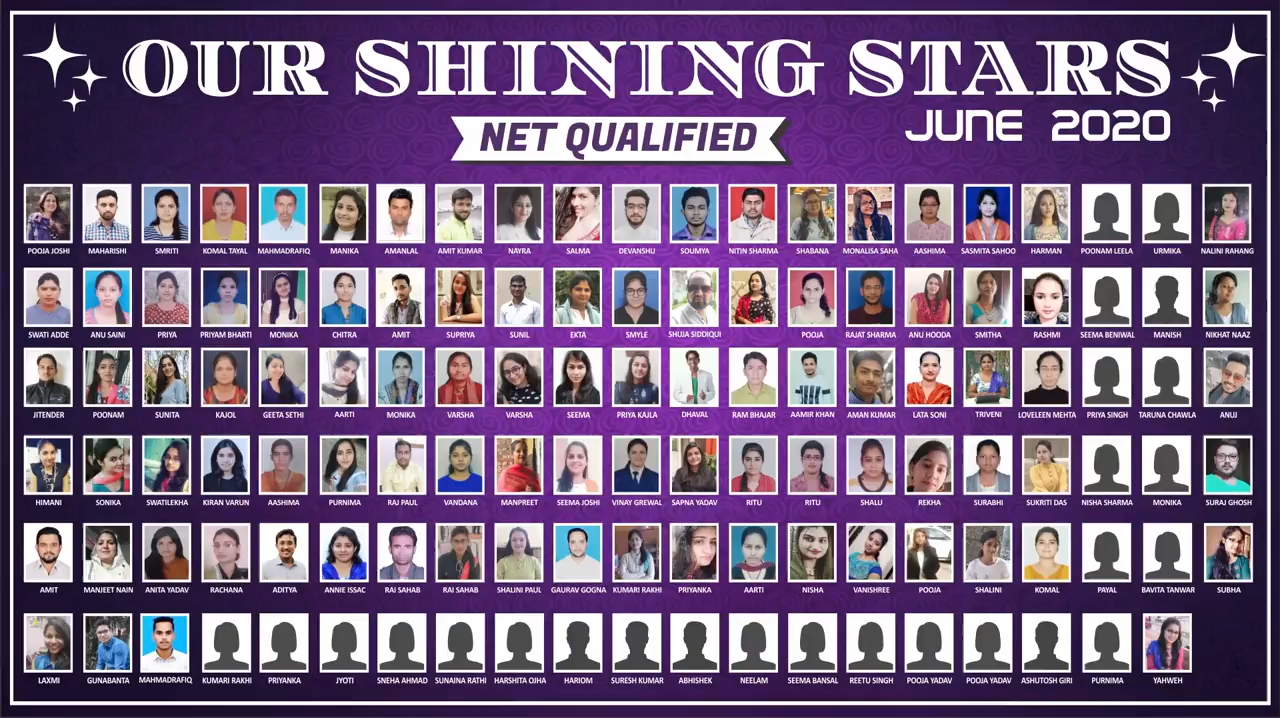 OUR SHINING STARS
JUNE 2020
NET QUALIFIED
POOJA JOSHI MAHARISHI SMRITI KOMAL TAYAL MAHMADRAFIQ MANIKA AMANLAL AMIT KUMAR NAYRA SALMA DEVANSHU SOUMYA NITIN SHARMA SHABANA MONALISA SAHA AASHIMA SASMITA SAHOO HARMAN POONAM LEELA URMIKA NALINI RAHANG
SWATI ADDE ANU SAINI PRIYA PRIYAM BHARTI MONIKA CHITRA AMIT SUPRIYA SUNIL EKTA SMYLE SHUJA SIDDIQUI POOJA RAJAT SHARMA ANU HOODA SMITHA RASHMI SEEMA BENIWAL MANISH NIKHAT NAAZ
JITENDER POONAM SUNITA KAJOL GEETA SETHI AARTI MONIKA VARSHA VARSHA SEEMA PRIYA KAJLA DHAVAL RAM BHAJAR AAMIR KHAN AMAN KUMAR LATA SONI TRIVENI LOVELEEN MEHTA PRIYA SINGH TARUNA CHAWLA ANUJ
HIMANI SONIKA SWATILEKHA KIRAN VARUN AASHIMA PURNIMA RAJ PAUL VANDANA MANPREET SEEMA JOSHI VINAY GREWAL SAPNA YADAV RITU RITU SHALU REKHA SURABHI SUKRITI DAS NISHA SHARMA MONIKA SURAJ GHOSH
AMIT MANJEET NAIN ANITA YADAV RACHANA ADITYA ANNIE ISSAC RAI SAHAB RAI SAHAB SHALINI PAUL GAURAV GOGNA KUMARI RAKHI PRIYANKA AARTI NISHA VANISHREE POOJA SHALINI KOMAL PAYAL BAVITA TANWAR SUBHA
LAXMI GUNABANTA MAHMADRAFIQ KUMARI RAKHI PRIYANKA JYOTI SNEHA AHMAD SUNAINA RATHI HARSHITA OJHA HARIOM SURESH KUMAR ABHISHEK NEELAM SEEMA BANSAL REETU SINGH POOJA YADAV POOJA YADAV ASHUTOSH GIRI PURNIMA YAHWEH